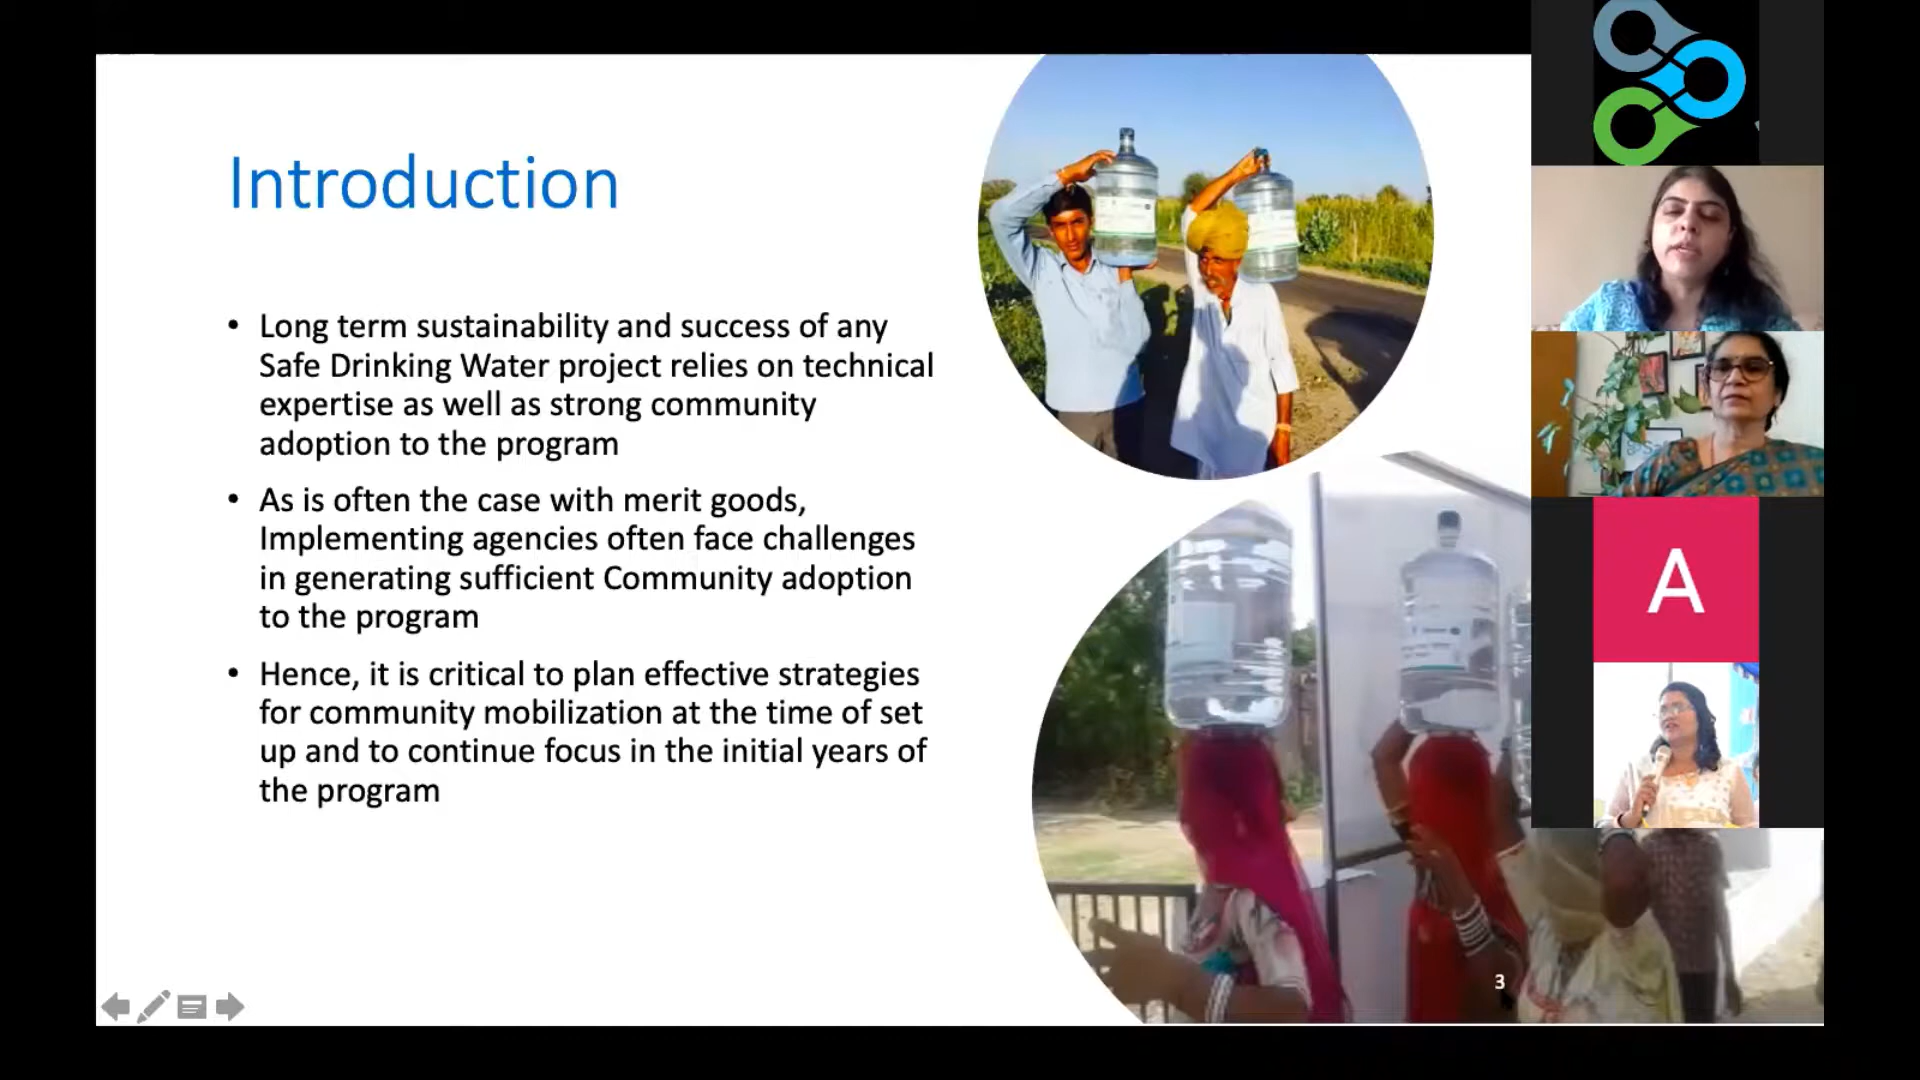 Introduction
• Long term sustainability and success of any
Safe Drinking Water project relies on technical
expertise as well as strong community
adoption to the program
• As is often the case with merit goods,
Implementing agencies often face challenges
in generating sufficient Community adoption
to the program
• Hence, it is critical to plan effective strategies
for community mobilization at the time of set
up and to continue focus in the initial years of
the program
3
A